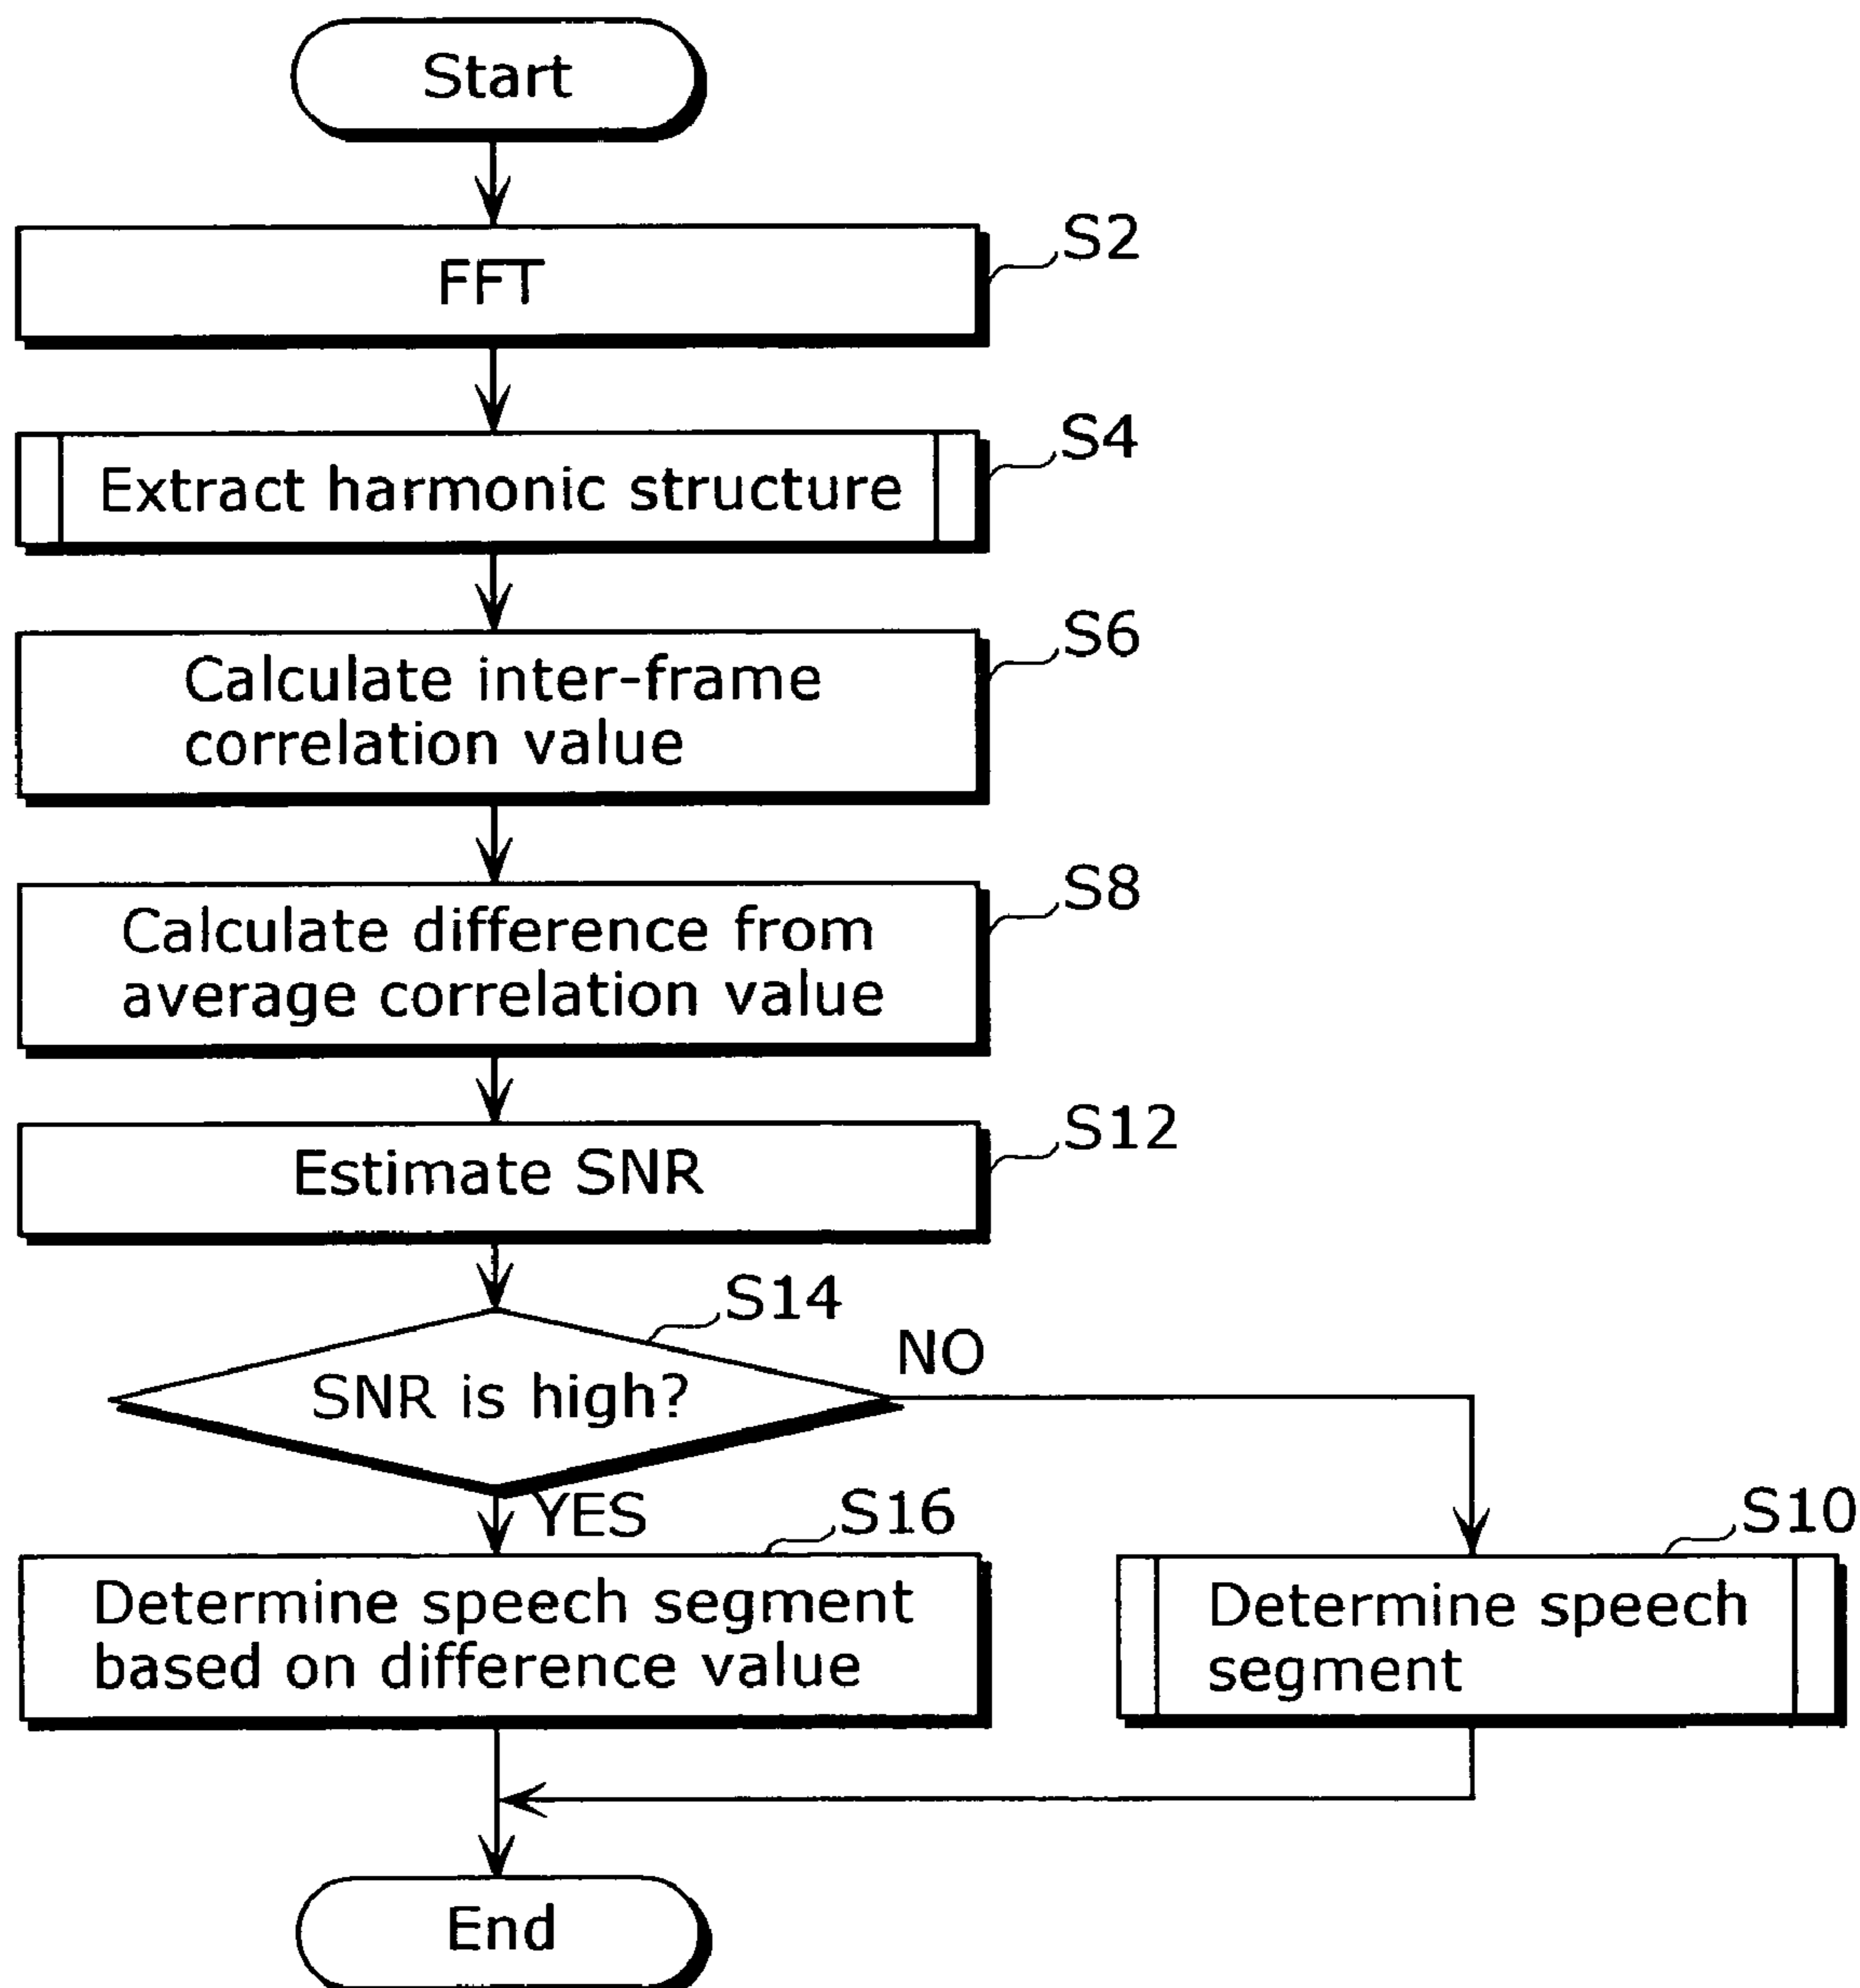 Start
FFT
S2
Extract harmonic structure
S4
Calculate inter-frame
correlation value
S6
Calculate difference from
average correlation value
S8
Estimate SNR
S12
SNR is high?
S14
NO
YES
Determine speech segment
based on difference value
S16
Determine speech
segment
S10
End